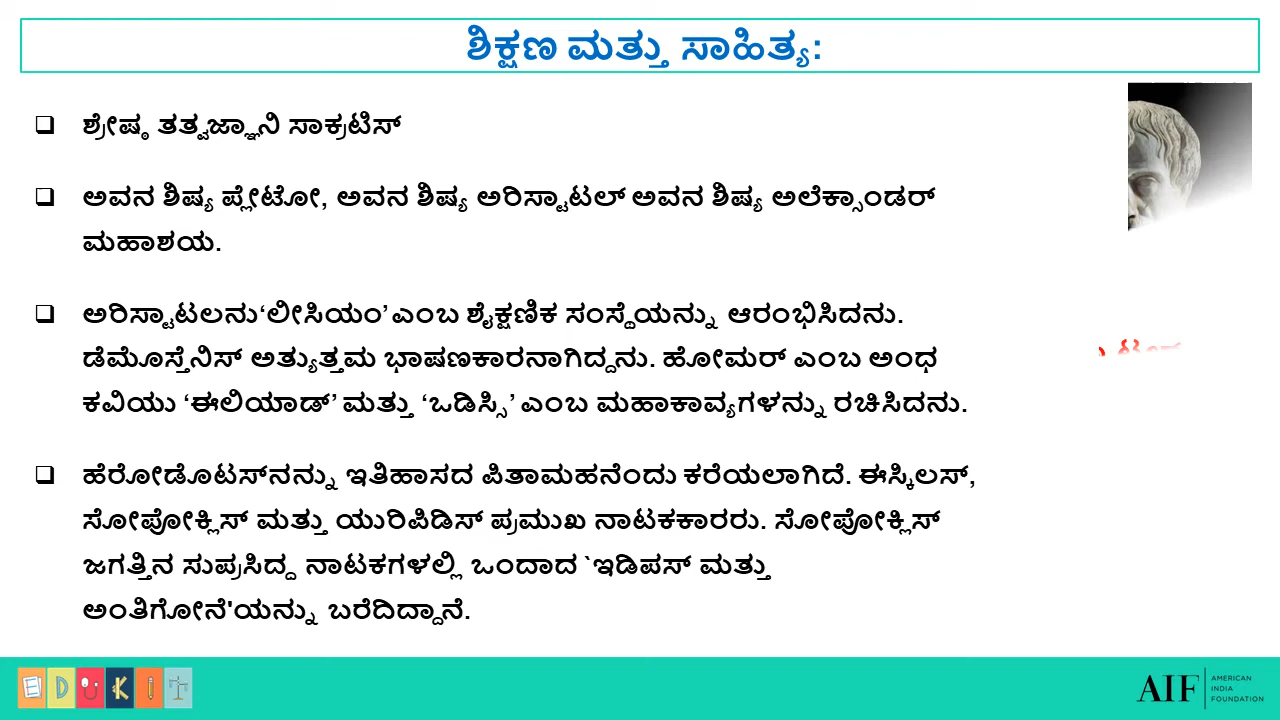 ಶಿಕ್ಷಣ ಮತ್ತು ಸಾಹಿತ್ಯ:
ಶ್ರೇಷ್ಠ ತತ್ವಜ್ಞಾನಿ ಸಾಕ್ರಟಿಸ್
ಅವನ ಶಿಷ್ಯ ಪ್ಲೇಟೋ, ಅವನ ಶಿಷ್ಯ ಅರಿಸ್ಟಾಟಲ್ ಅವನ ಶಿಷ್ಯ ಅಲೆಕ್ಸಾಂಡರ್
ಮಹಾಶಯ.
ಅರಿಸ್ಟಾಟಲನು‘ಲೀಸಿಯಂ’ಎಂಬ ಶೈಕ್ಷಣಿಕ ಸಂಸ್ಥೆಯನ್ನು ಆರಂಭಿಸಿದನು.
ಡೆಮೊಸ್ತೆನಿಸ್ ಅತ್ಯುತ್ತಮ ಭಾಷಣಕಾರನಾಗಿದ್ದನು. ಹೋಮರ್ ಎಂಬ ಅಂಧ
ಕವಿಯು ‘ಈಲಿಯಾಡ್’ ಮತ್ತು ‘ಒಡಿಸ್ಸಿ’ ಎಂಬ ಮಹಾಕಾವ್ಯಗಳನ್ನು ರಚಿಸಿದನು.
ಹೆರೋಡೊಟಸ್‌ನನ್ನು ಇತಿಹಾಸದ ಪಿತಾಮಹನೆಂದು ಕರೆಯಲಾಗಿದೆ. ಈಸ್ಕಿಲಸ್,
ಸೋಪೋಕ್ಲಿಸ್ ಮತ್ತು ಯುರಿಪಿಡಿಸ್ ಪ್ರಮುಖ ನಾಟಕಕಾರರು. ಸೋಪೋಕ್ಲಿಸ್
ಜಗತ್ತಿನ ಸುಪ್ರಸಿದ್ದ ನಾಟಕಗಳಲ್ಲಿ ಒಂದಾದ `ಇಡಿಪಸ್ ಮತ್ತು
ಅಂತಿಗೋನೆ'ಯನ್ನು ಬರೆದಿದ್ದಾನೆ.
EDUKIT
AIF AMERICAN
INDIA
FOUNDATION